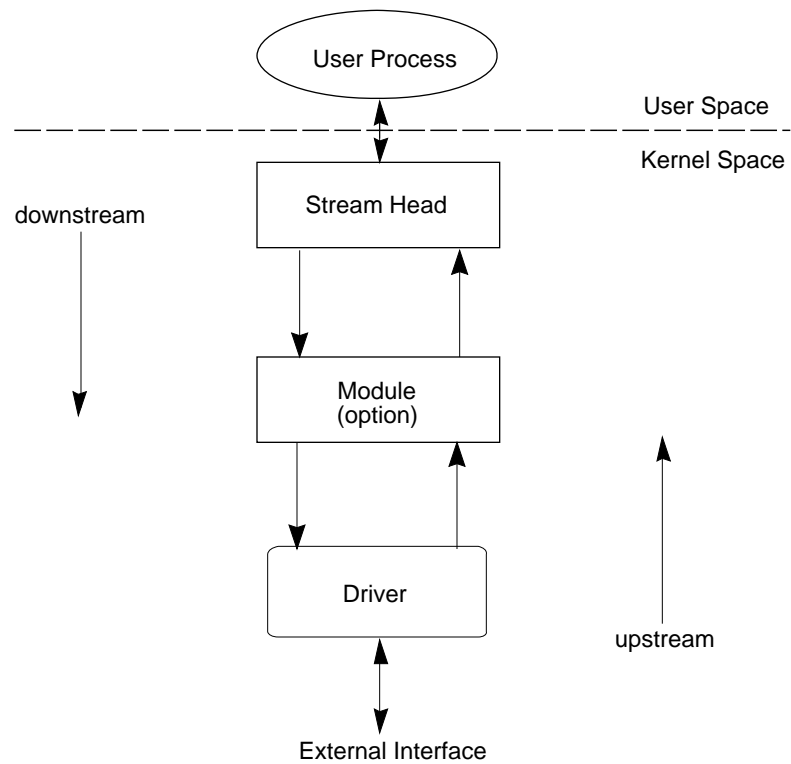 User Process
User Space
Kernel Space
Stream Head
downstream
Module
(option)
Driver
upstream
External Interface